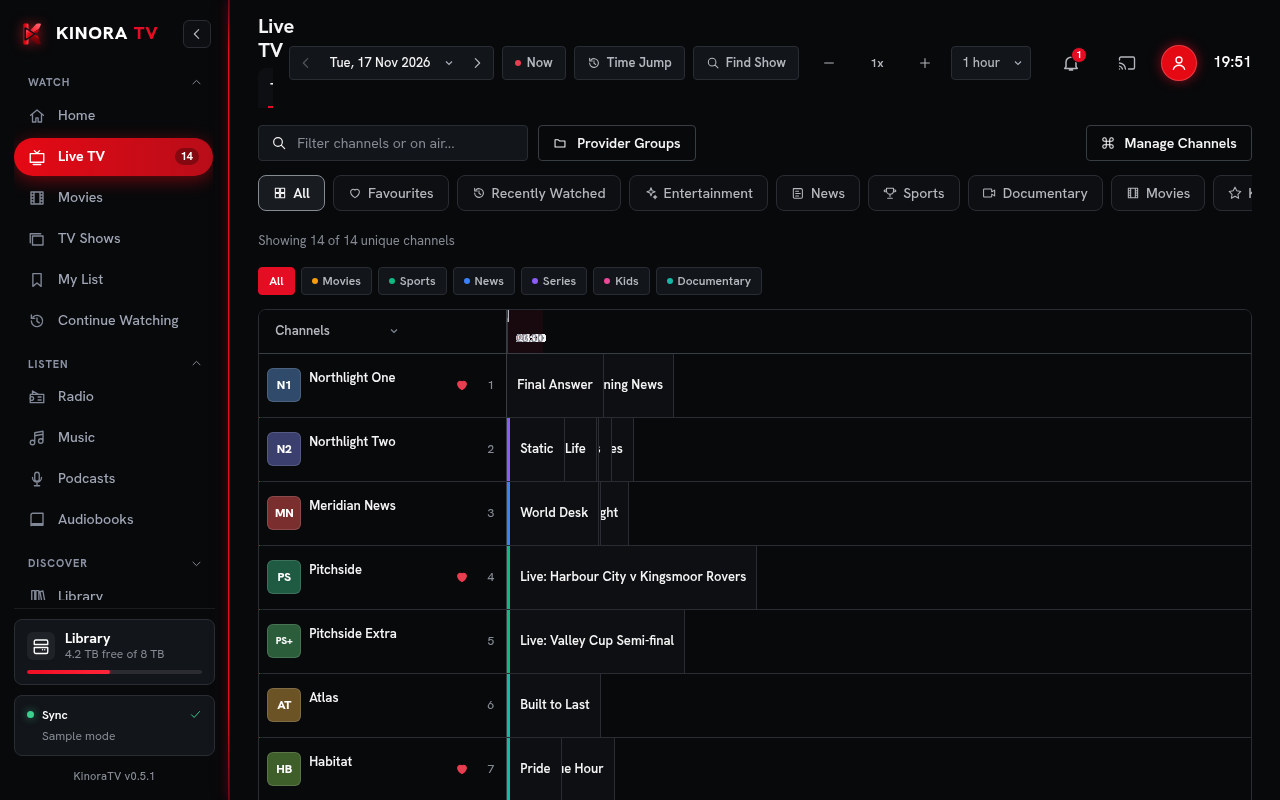 KINORA TV
WATCH
Home
Live TV
14
Movies
TV Shows
My List
Continue Watching
LISTEN
Radio
Music
Podcasts
Audiobooks
DISCOVER
Library
Library
4.2 TB free of 8 TB
Sync
Sample mode
KinoraTV v0.5.1
Live
TV
Tue, 17 Nov 2026
Now
Time Jump
Find Show
1x
1 hour
1
19:51
Filter channels or on air...
Provider Groups
Manage Channels
All
Favourites
Recently Watched
Entertainment
News
Sports
Documentary
Movies
Showing 14 of 14 unique channels
All
Movies
Sports
News
Series
Kids
Documentary
Channels
N1 Northlight One 1 Final Answer ning News
N2 Northlight Two 2 Static Life es
MN Meridian News 3 World Desk ght
PS Pitchside 4 Live: Harbour City v Kingsmoor Rovers
PS+ Pitchside Extra 5 Live: Valley Cup Semi-final
AT Atlas 6 Built to Last
HB Habitat 7 Pride e Hour